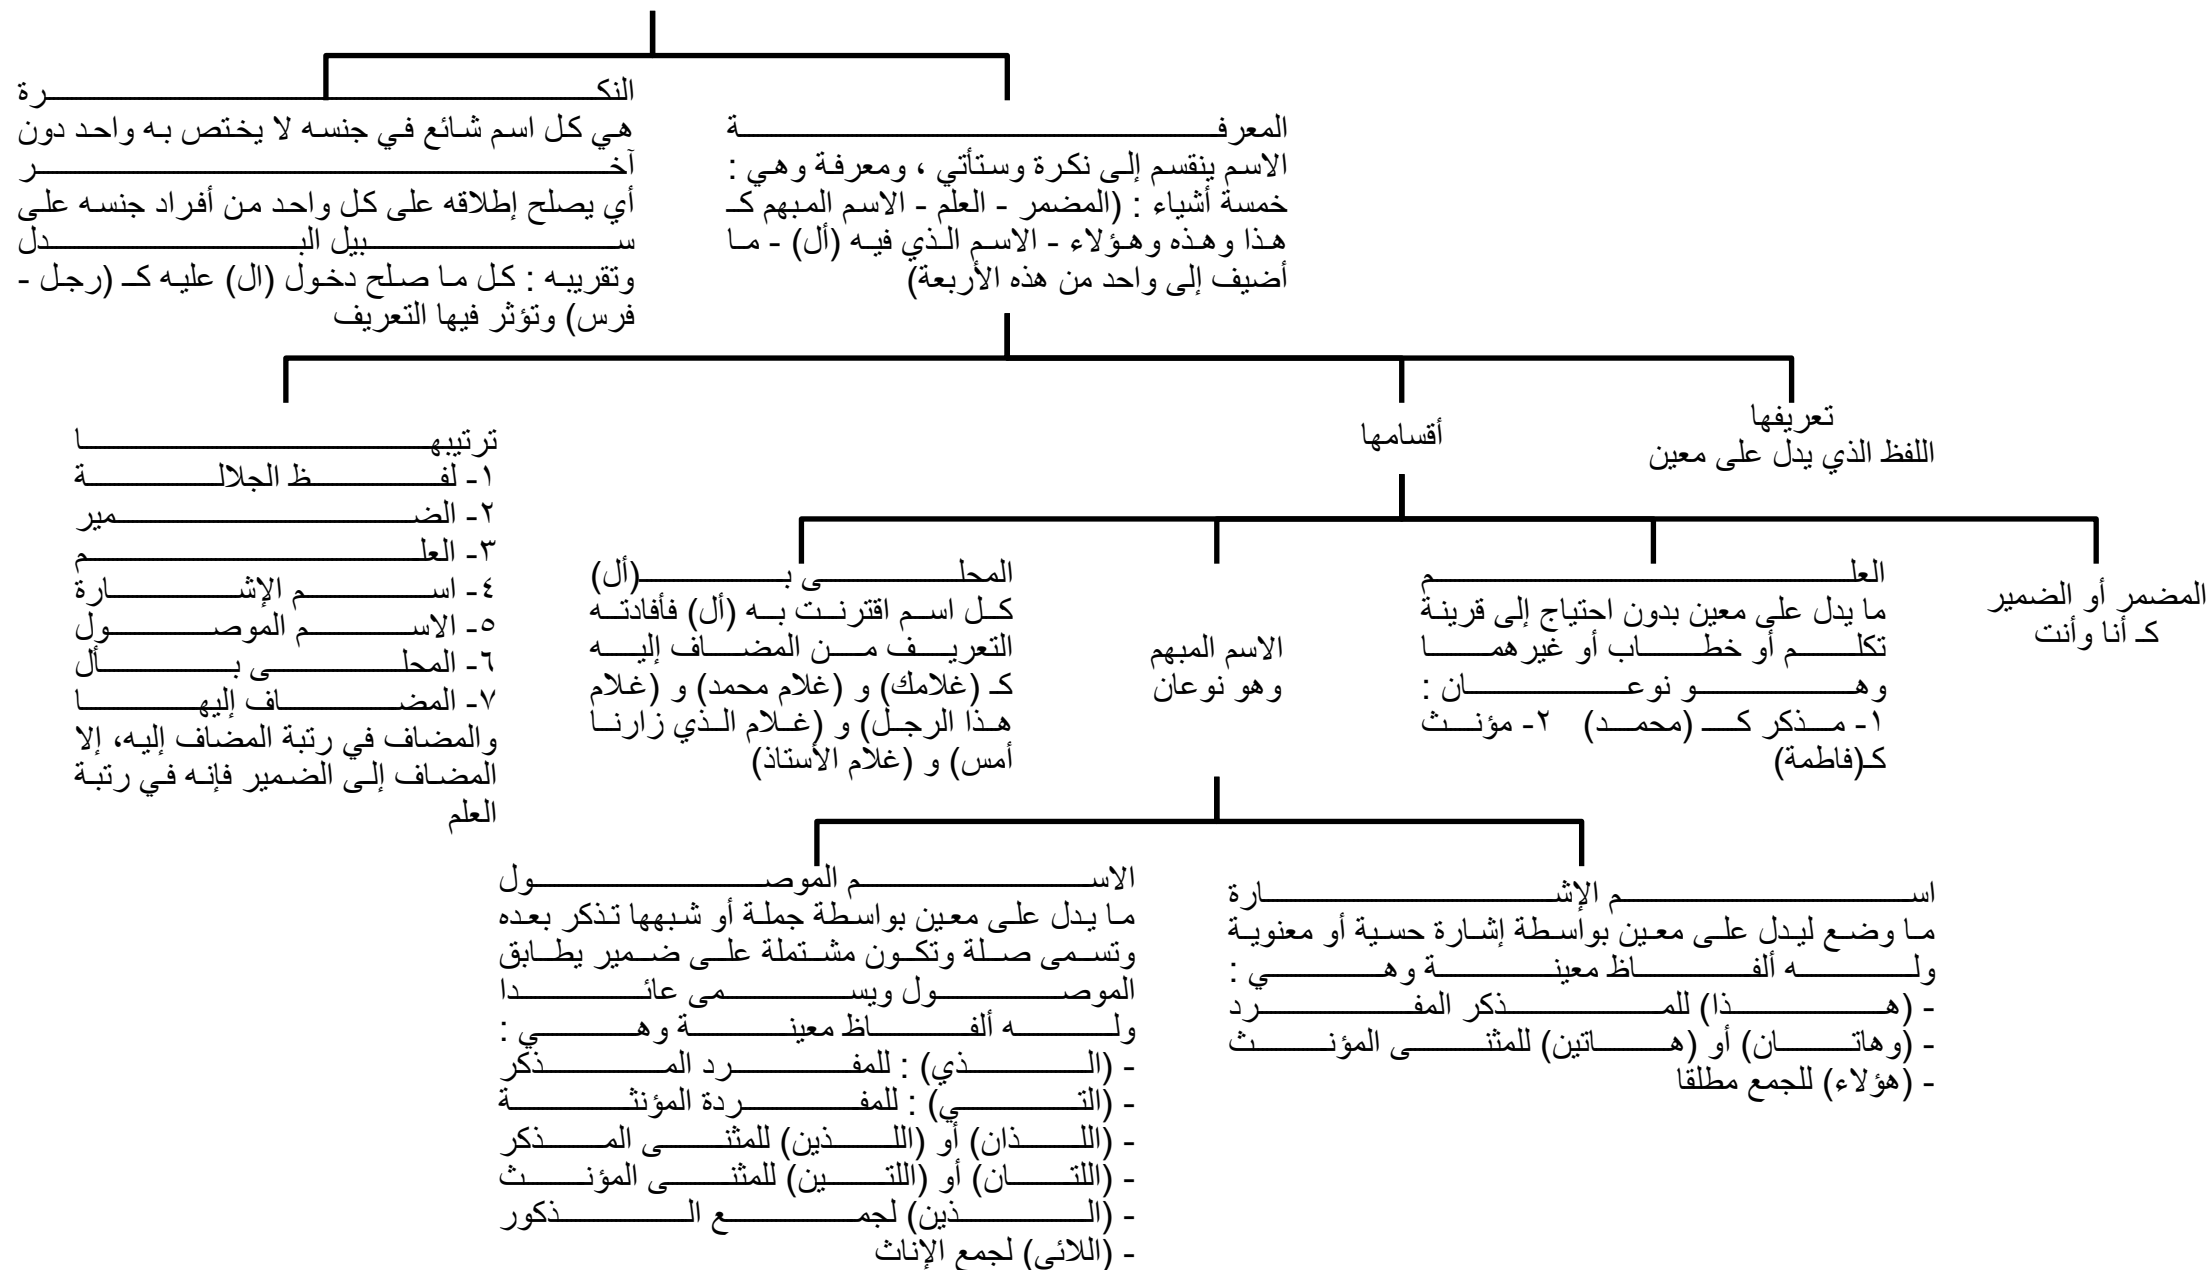 المعرفة
الاسم ينقسم إلى نكرة وستأتي ، ومعرفة وهي :
خمسة أشياء : (المضمر - العلم - الاسم المبهم كـ
هذا وهذه وهؤلاء - الاسم الذي فيه (أل) - ما
أضيف إلى واحد من هذه الأربعة)
النكرة
هي كل اسم شائع في جنسه لا يختص به واحد دون
آخر
أي يصلح إطلاقه على كل واحد من أفراد جنسه على
سبيل البدل
وتقريبه : كل ما صلح دخول (ال) عليه كـ (رجل -
فرس) وتؤثر فيها التعريف
تعريفها
اللفظ الذي يدل على معين
أقسامها
ترتيبها
١- لفظ الجلالة
٢- الضمير
٣- العلم
٤- اسم الإشارة
٥- الاسم الموصول
٦- المحلى بأل
٧- المضاف إليها
والمضاف في رتبة المضاف إليه، إلا
المضاف إلى الضمير فإنه في رتبة
العلم
المضمر أو الضمير
كـ أنا وأنت
العلم
ما يدل على معين بدون احتياج إلى قرينة
تكلم أو خطاب أو غيرهما
وهو نوعان :
١- مذكر كـ (محمد) ٢- مؤنث
كـ(فاطمة)
الاسم المبهم
وهو نوعان
المحلى بـ(أل)
كل اسم اقترنت به (أل) فأفادته
التعريف من المضاف إليه
كـ (غلامك) و (غلام محمد) و (غلام
هذا الرجل) و (غلام الذي زارنا
أمس) و (غلام الأستاذ)
اسم الإشارة
ما وضع ليدل على معين بواسطة إشارة حسية أو معنوية
وله ألفاظ معينة وهي :
- (هذا) للمذكر المفرد
- (وهاتان) أو (هاتين) للمثنى المؤنث
- (هؤلاء) للجمع مطلقا
الاسم الموصول
ما يدل على معين بواسطة جملة أو شبهها تذكر بعده
وتسمى صلة وتكون مشتملة على ضمير يطابق
الموصول ويسمى عائدا
وله ألفاظ معينة وهي :
- (الذي) : للمفرد المذكر
- (التي) : للمفردة المؤنثة
- (اللذان) أو (اللذين) للمثنى المذكر
- (اللتان) أو (اللتين) للمثنى المؤنث
- (الذين) لجمع الذكور
- (اللائي) لجمع الإناث